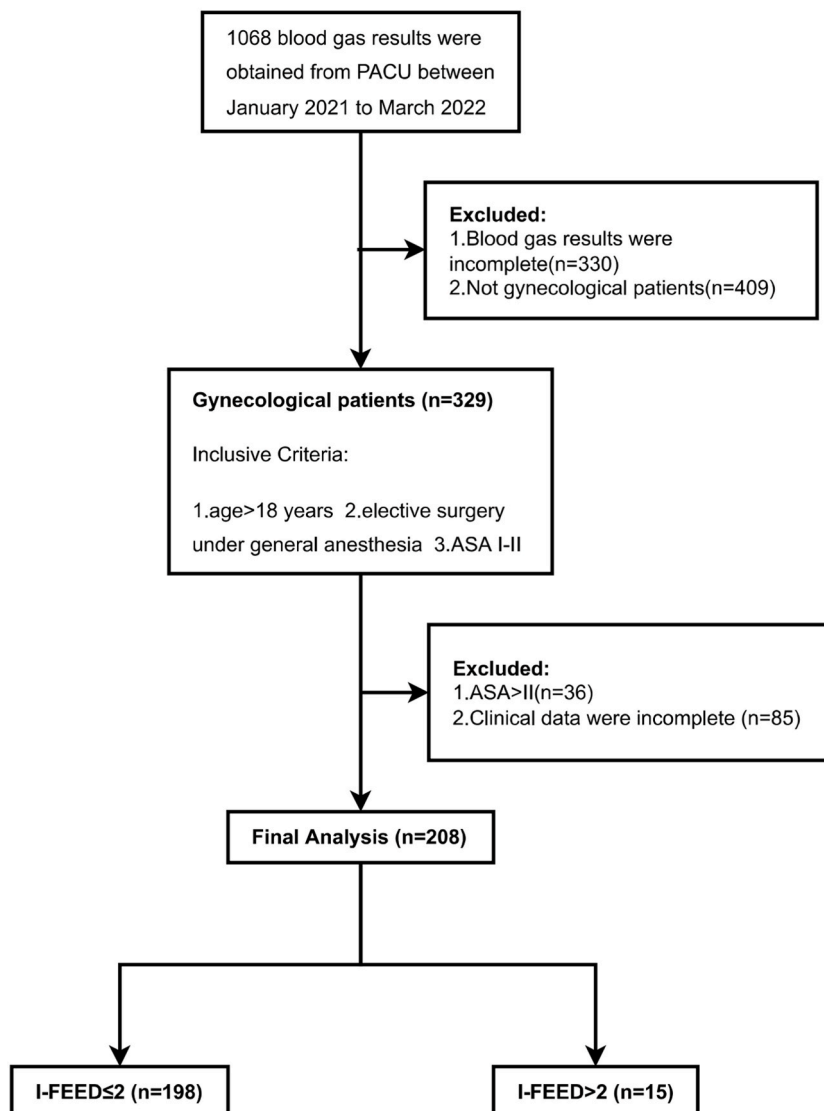 1068 blood gas results were
obtained from PACU between
January 2021 to March 2022
Excluded:
1.Blood gas results were
incomplete(n=330)
2.Not gynecological patients(n=409)
Gynecological patients (n=329)
Inclusive Criteria:
1.age>18 years 2.elective surgery
under general anesthesia 3.ASA I-II
Excluded:
1.ASA>II(n=36)
2.Clinical data were incomplete (n=85)
Final Analysis (n=208)
I-FEED≤2 (n=198)
I-FEED>2 (n=15)